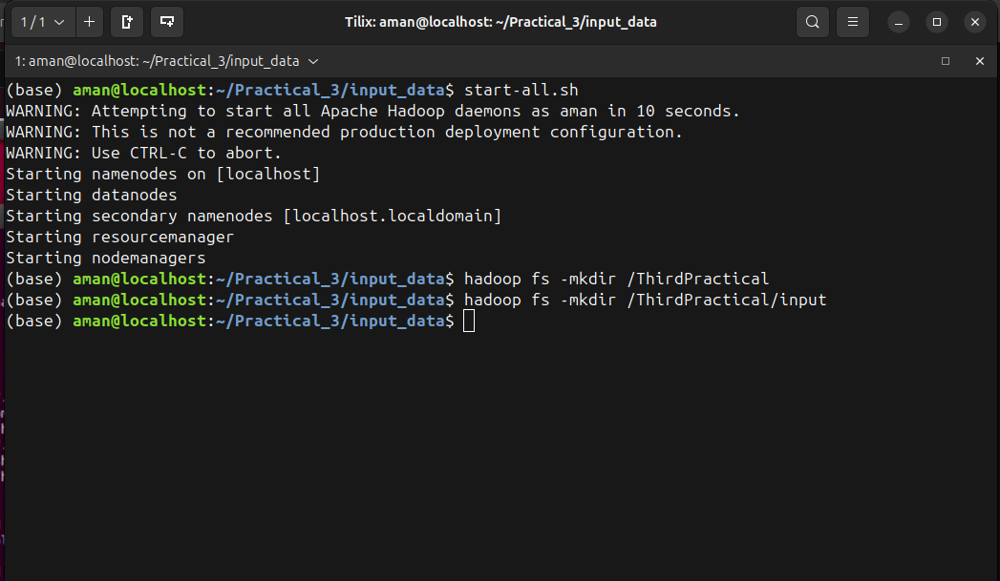 1 / 1
Tilix: aman@localhost: ~/Practical_3/input_data
1: aman@localhost: ~/Practical_3/input_data
(base) aman@localhost:~/Practical_3/input_data$ start-all.sh
WARNING: Attempting to start all Apache Hadoop daemons as aman in 10 seconds.
WARNING: This is not a recommended production deployment configuration.
WARNING: Use CTRL-C to abort.
Starting namenodes on [localhost]
Starting datanodes
Starting secondary namenodes [localhost.localdomain]
Starting resourcemanager
Starting nodemanagers
(base) aman@localhost:~/Practical_3/input_data$ hadoop fs -mkdir /ThirdPractical
(base) aman@localhost:~/Practical_3/input_data$ hadoop fs -mkdir /ThirdPractical/input
(base) aman@localhost:~/Practical_3/input_data$